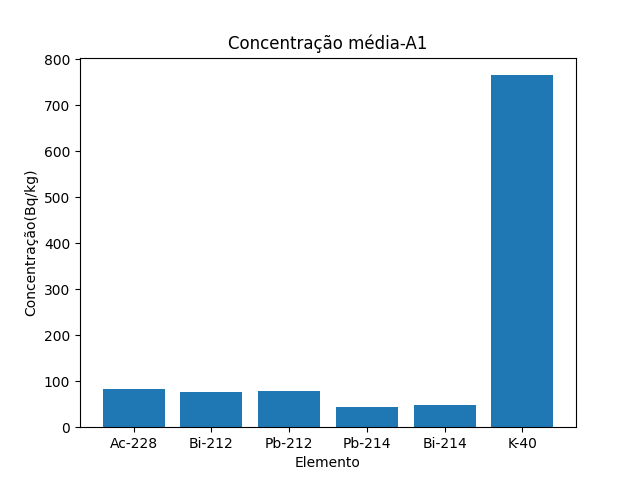 Concentração média-A1
800
700
600
500
400
300
200
100
0
Concentração(Bq/kg)
Ac-228 Bi-212 Pb-212 Pb-214 Bi-214 K-40
Elemento